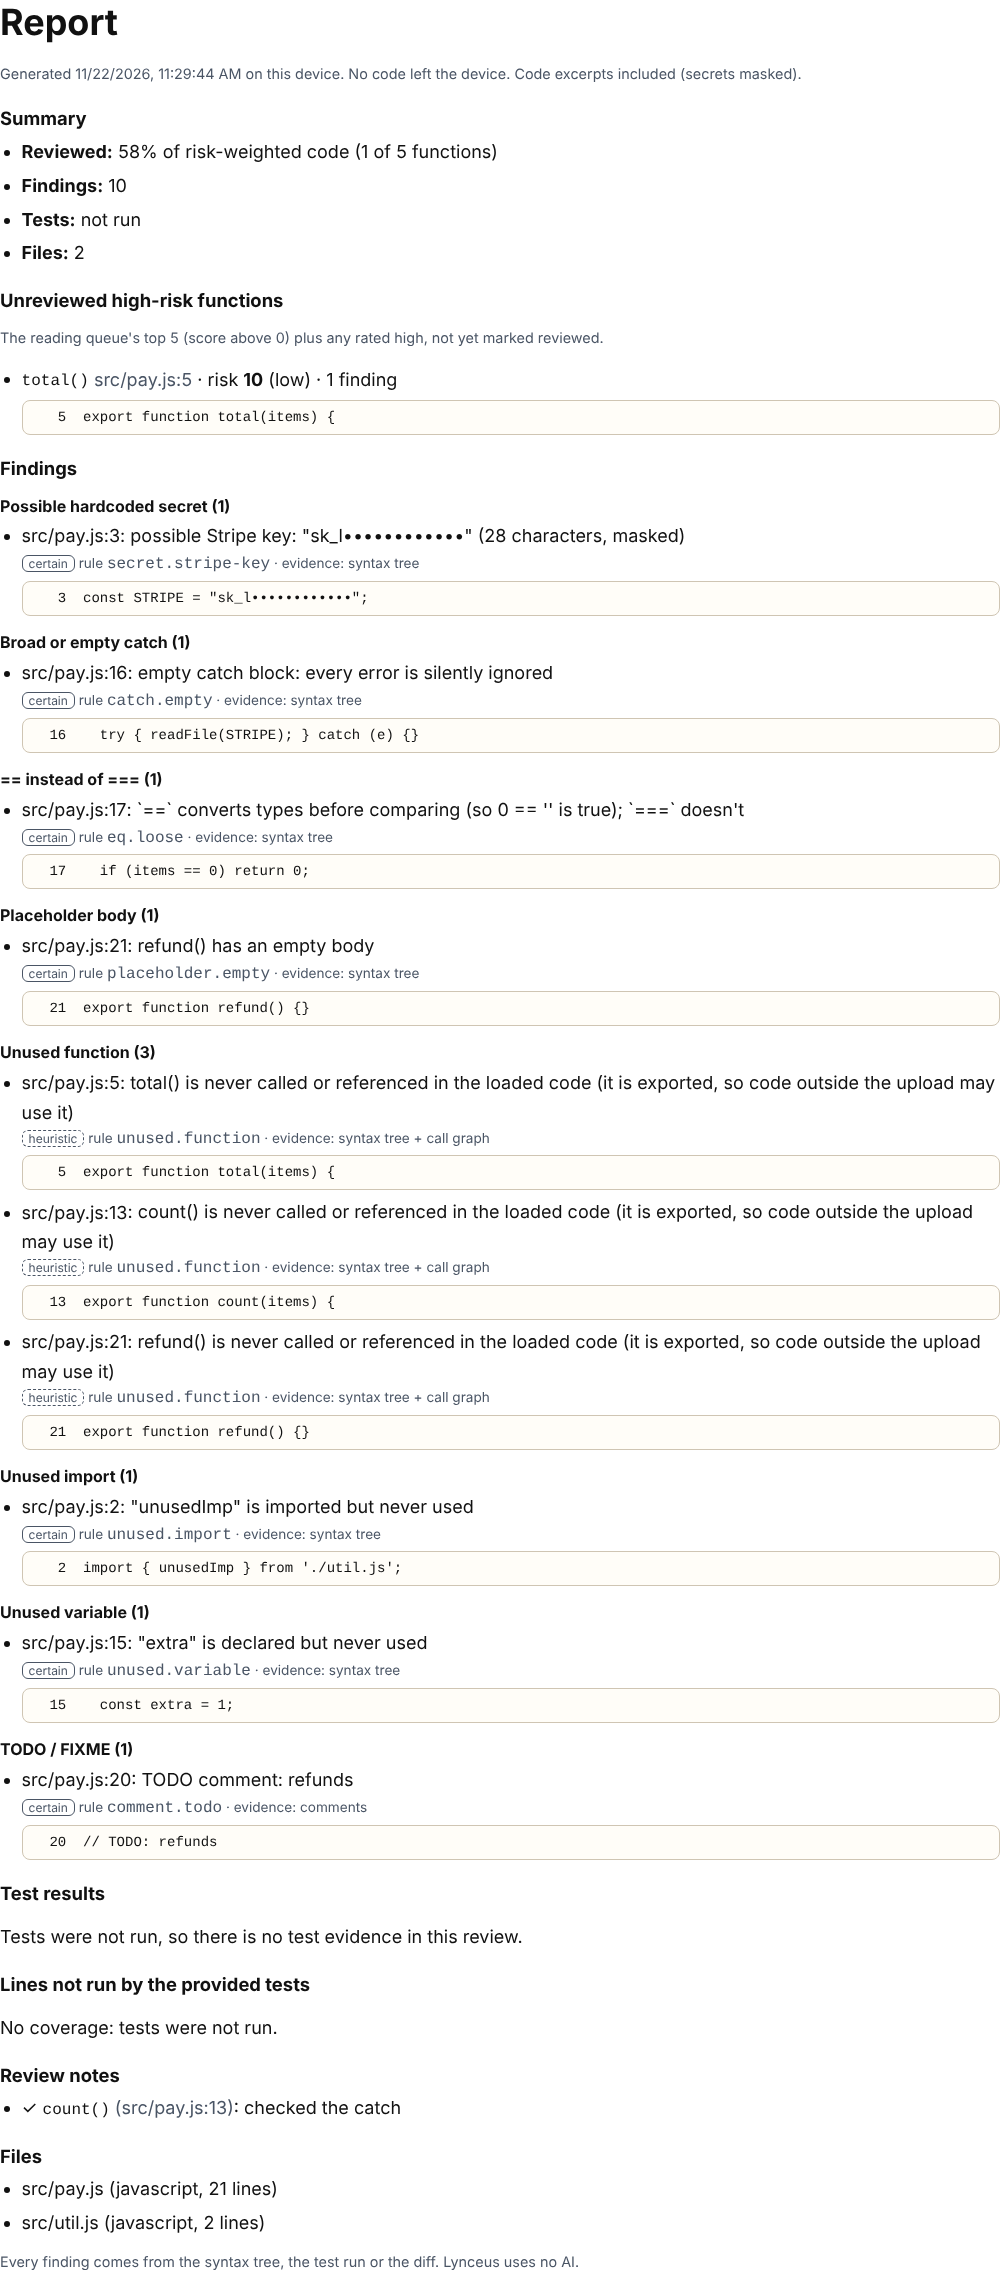 Report
Generated 11/22/2026, 11:29:44 AM on this device. No code left the device. Code excerpts included (secrets masked).
Summary
• Reviewed: 58% of risk-weighted code (1 of 5 functions)
• Findings: 10
• Tests: not run
• Files: 2
Unreviewed high-risk functions
The reading queue's top 5 (score above 0) plus any rated high, not yet marked reviewed.
• total() src/pay.js:5 · risk 10 (low) · 1 finding
5 export function total(items) {
Findings
Possible hardcoded secret (1)
• src/pay.js:3: possible Stripe key: "sk_l••••••••••••" (28 characters, masked)
certain rule secret.stripe-key · evidence: syntax tree
3 const STRIPE = "sk_l••••••••••••";
Broad or empty catch (1)
• src/pay.js:16: empty catch block: every error is silently ignored
certain rule catch.empty · evidence: syntax tree
16 try { readFile(STRIPE); } catch (e) {}
== instead of === (1)
• src/pay.js:17: `==` converts types before comparing (so 0 == '' is true); `===` doesn't
certain rule eq.loose · evidence: syntax tree
17 if (items == 0) return 0;
Placeholder body (1)
• src/pay.js:21: refund() has an empty body
certain rule placeholder.empty · evidence: syntax tree
21 export function refund() {}
Unused function (3)
• src/pay.js:5: total() is never called or referenced in the loaded code (it is exported, so code outside the upload may
use it)
heuristic rule unused.function · evidence: syntax tree + call graph
5 export function total(items) {
• src/pay.js:13: count() is never called or referenced in the loaded code (it is exported, so code outside the upload
may use it)
heuristic rule unused.function · evidence: syntax tree + call graph
13 export function count(items) {
• src/pay.js:21: refund() is never called or referenced in the loaded code (it is exported, so code outside the upload
may use it)
heuristic rule unused.function · evidence: syntax tree + call graph
21 export function refund() {}
Unused import (1)
• src/pay.js:2: "unusedImp" is imported but never used
certain rule unused.import · evidence: syntax tree
2 import { unusedImp } from './util.js';
Unused variable (1)
• src/pay.js:15: "extra" is declared but never used
certain rule unused.variable · evidence: syntax tree
15 const extra = 1;
TODO / FIXME (1)
• src/pay.js:20: TODO comment: refunds
certain rule comment.todo · evidence: comments
20 // TODO: refunds
Test results
Tests were not run, so there is no test evidence in this review.
Lines not run by the provided tests
No coverage: tests were not run.
Review notes
• ✓ count() (src/pay.js:13): checked the catch
Files
• src/pay.js (javascript, 21 lines)
• src/util.js (javascript, 2 lines)
Every finding comes from the syntax tree, the test run or the diff. Lynceus uses no AI.